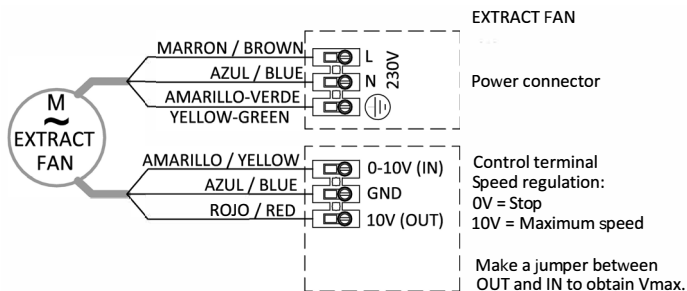 EXTRACT FAN
MARRON / BROWN
L
AZUL / BLUE
N
230V
Power connector
AMARILLO-VERDE
YELLOW-GREEN
M
~
EXTRACT
FAN
AMARILLO / YELLOW
0-10V (IN)
AZUL / BLUE
GND
ROJO / RED
10V (OUT)
Control terminal
Speed regulation:
0V = Stop
10V = Maximum speed
Make a jumper between
OUT and IN to obtain Vmax.